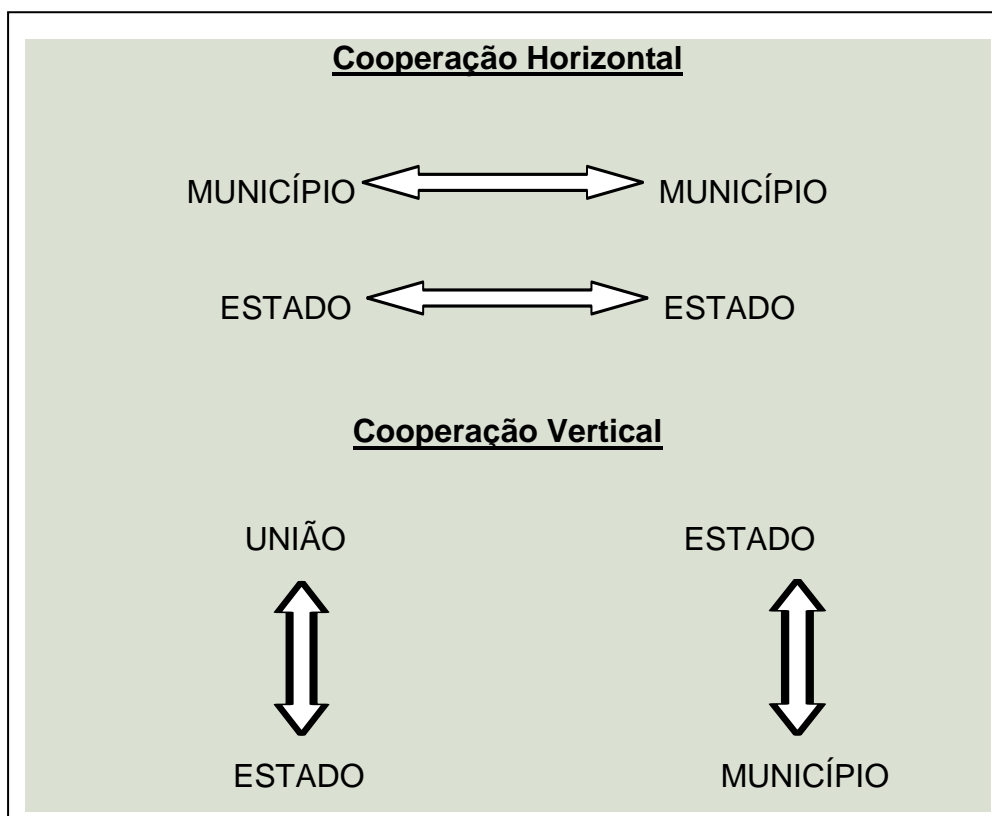 Cooperação Horizontal
MUNICÍPIO MUNICÍPIO
ESTADO ESTADO
Cooperação Vertical
UNIÃO ESTADO
ESTADO MUNICÍPIO